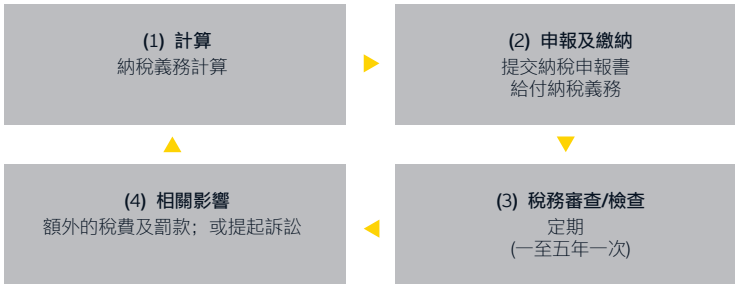 (1) 計算
納稅義務計算
(2) 申報及繳納
提交納稅申報書
給付納稅義務
(3) 稅務審查/檢查
定期
(一至五年一次)
(4) 相關影響
額外的稅費及罰款；或提起訴訟